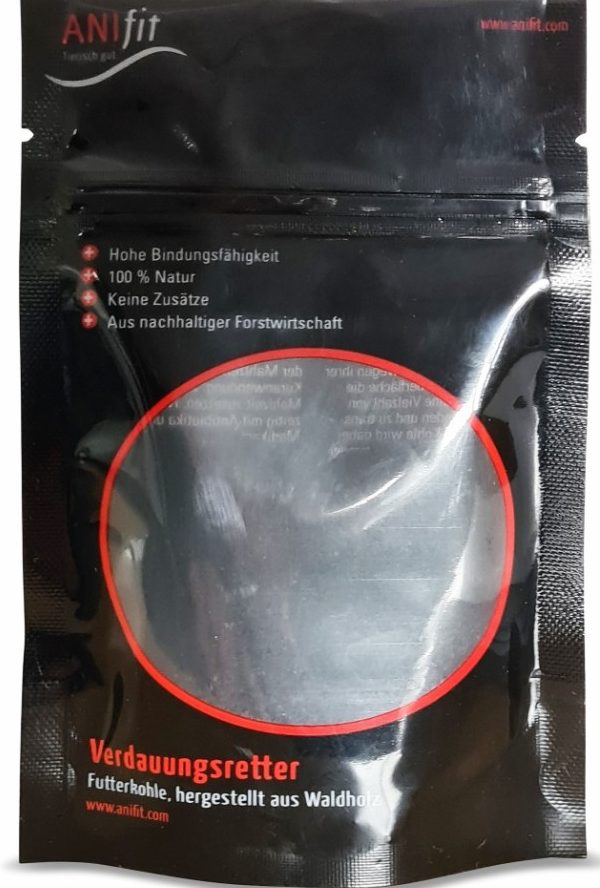 ANIfit
Tierisch gut.
www.anifit.com
Hohe Bindungsfähigkeit
100 % Natur
Keine Zusätze
Aus nachhaltiger Forstwirtschaft
Verdauungsretter
Futterkohle, hergestellt aus Waldholz
www.anifit.com